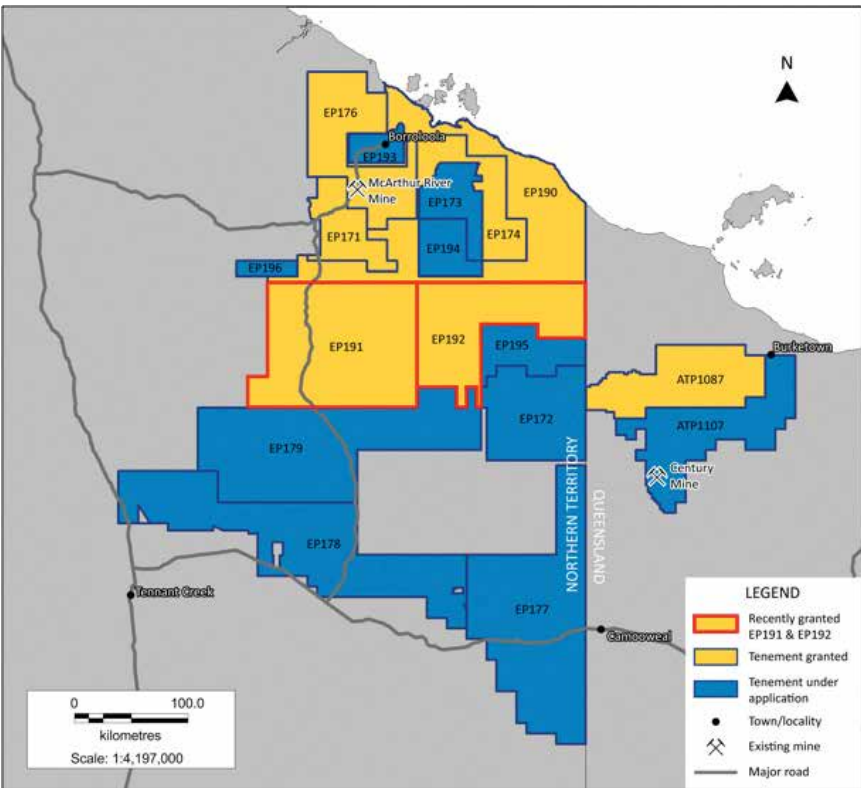 N
EP176
Borroloola
EP193
McArthur River
Mine
EP173
EP190
EP171
EP194
EP174
EP196
EP191
EP192
EP195
Burketown
ATP1087
EP172
ATP1107
EP179
Century
Mine
NORTHERN TERRITORY
QUEENSLAND
EP178
Tennant Creek
EP177
Camooweal
LEGEND
Recently granted
EP191 & EP192
Tenement granted
Tenement under
application
Town/locality
Existing mine
Major road
0 100.0
kilometres
Scale: 1:4,197,000